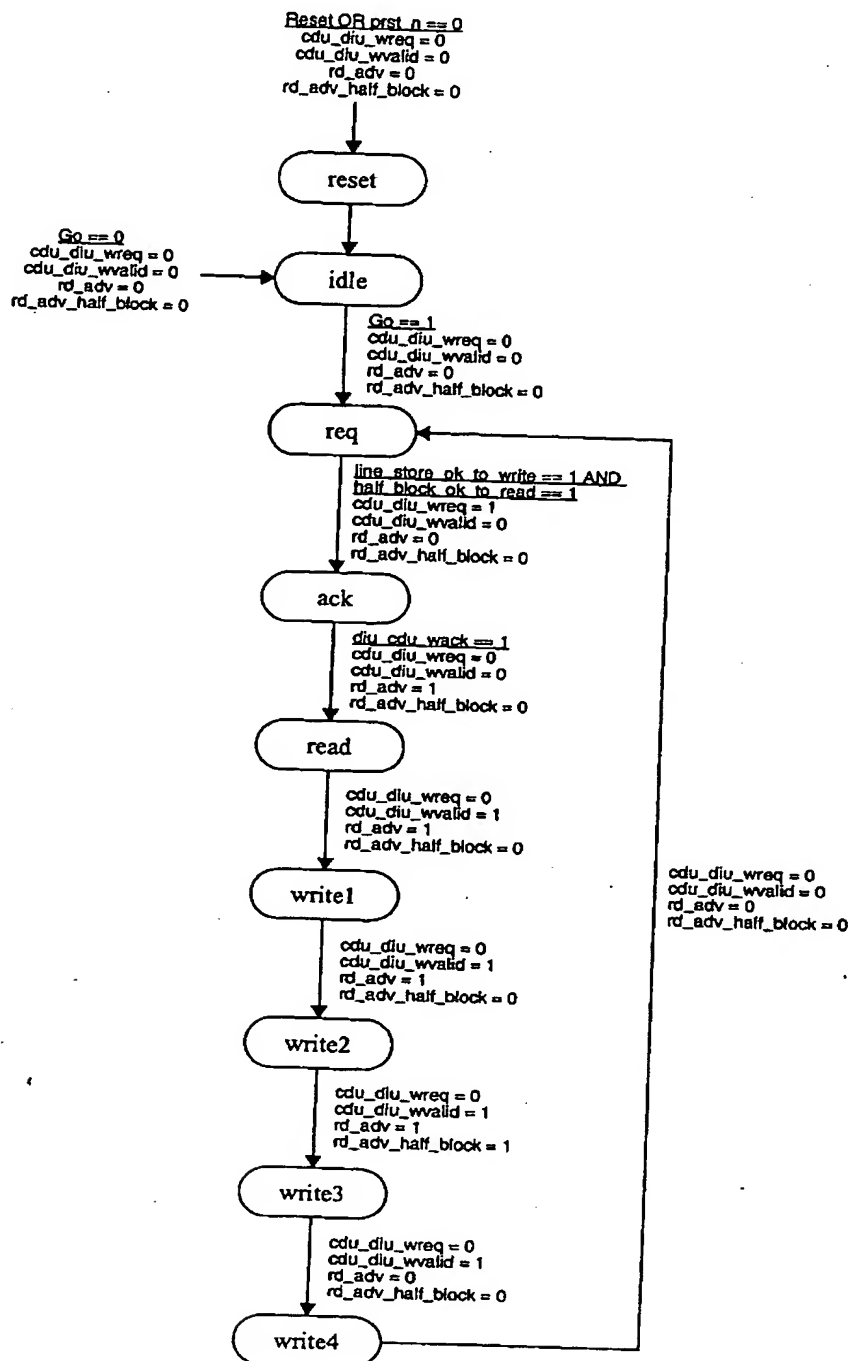 Reset OR prst_n == 0
cdu_diu_wreq = 0
cdu_diu_wvalid = 0
rd_adv = 0
rd_adv_half_block = 0
reset
Go == 0
cdu_diu_wreq = 0
cdu_diu_wvalid = 0
rd_adv = 0
rd_adv_half_block = 0
idle
Go == 1
cdu_diu_wreq = 0
cdu_diu_wvalid = 0
rd_adv = 0
rd_adv_half_block = 0
req
line_store_ok_to_write == 1 AND
half_block_ok_to_read == 1
cdu_diu_wreq = 1
cdu_diu_wvalid = 0
rd_adv = 0
rd_adv_half_block = 0
ack
diu_cdu_wack == 1
cdu_diu_wreq = 0
cdu_diu_wvalid = 0
rd_adv = 1
rd_adv_half_block = 0
read
cdu_diu_wreq = 0
cdu_diu_wvalid = 1
rd_adv = 1
rd_adv_half_block = 0
write1
cdu_diu_wreq = 0
cdu_diu_wvalid = 0
rd_adv = 0
rd_adv_half_block = 0
cdu_diu_wreq = 0
cdu_diu_wvalid = 1
rd_adv = 1
rd_adv_half_block = 0
write2
cdu_diu_wreq = 0
cdu_diu_wvalid = 1
rd_adv = 1
rd_adv_half_block = 1
write3
cdu_diu_wreq = 0
cdu_diu_wvalid = 1
rd_adv = 0
rd_adv_half_block = 0
write4